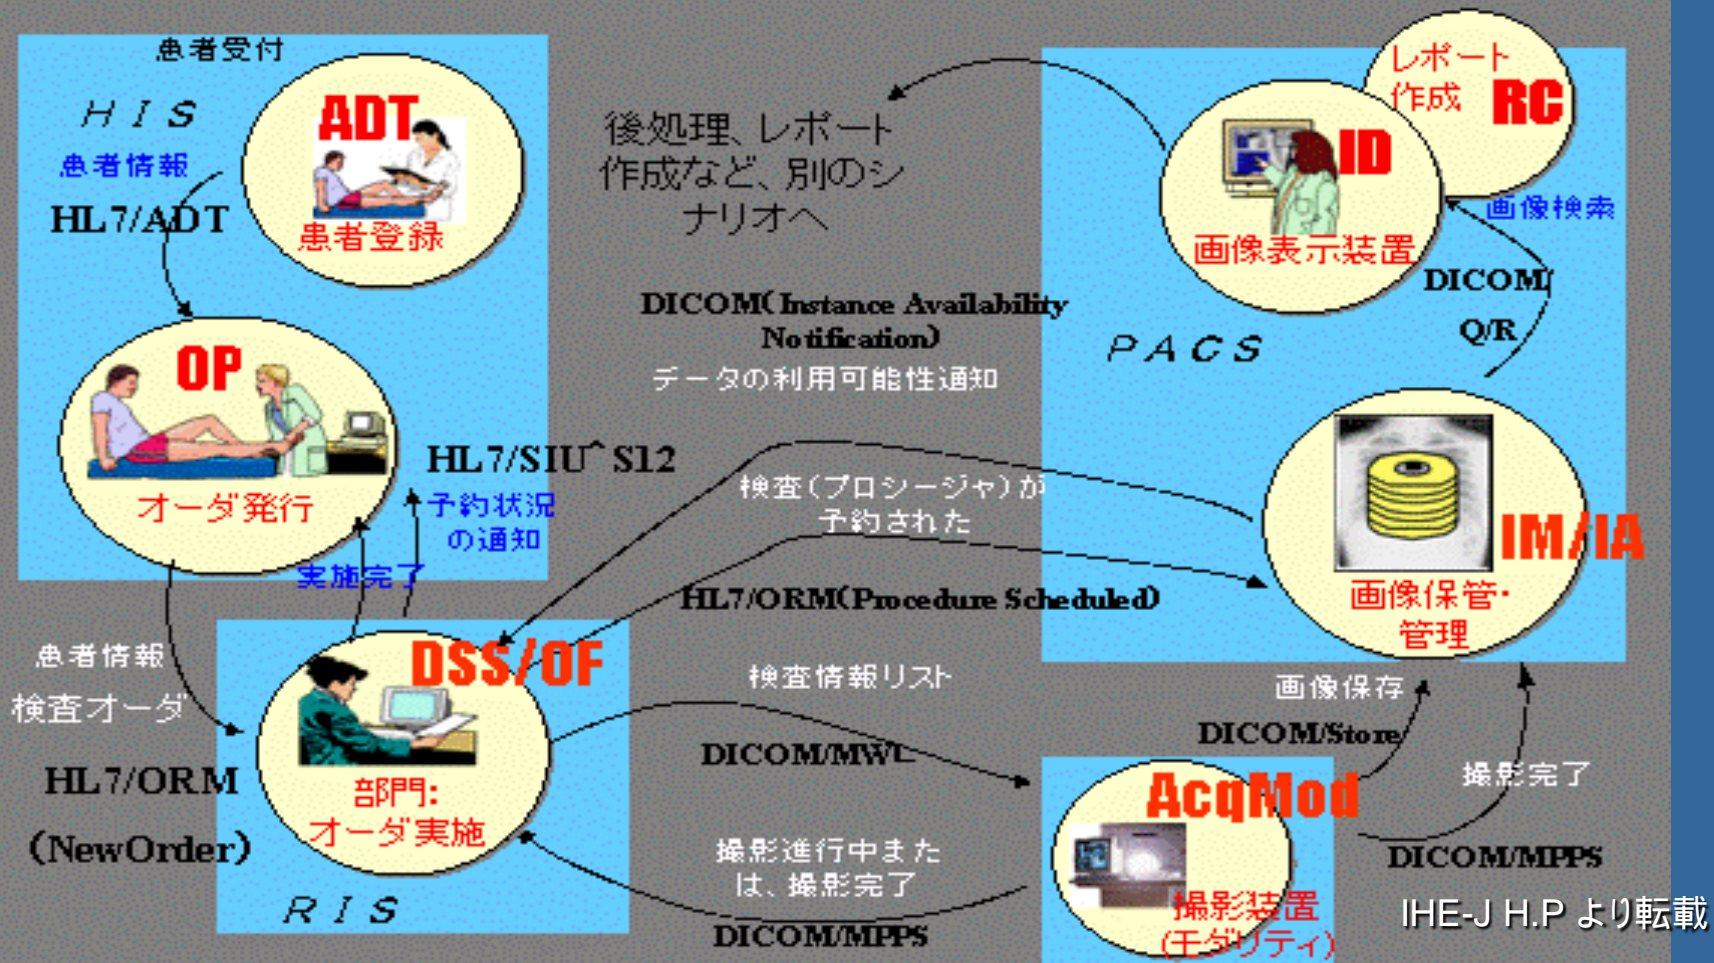 患者受付
HIS
ADT
患者情報
HL7/ADT
患者登録
OP
オーダ発行
HL7/SIU^S12
予約状況
の通知
実施完了
患者情報
検査オーダ
HL7/ORM
(NewOrder)
DSS/OF
部門:
オーダ実施
RIS
後処理、レポート
作成など、別のシ
ナリオへ
DICOM(Instance Availability
Notification)
データの利用可能性通知
検査(プロシージャ)が
予約された
HL7/ORM(Procedure Scheduled)
検査情報リスト
DICOM/MWL
撮影進行中また
は、撮影完了
DICOM/MPPS
レポート
作成
RC
ID
画像表示装置
画像検索
DICOM/
Q/R
PACS
IM/IA
画像保管・
管理
画像保存
DICOM/Store
撮影完了
DICOM/MPPS
AcqMod
撮影装置
(モダリティ)
IHE-J H.P より転載